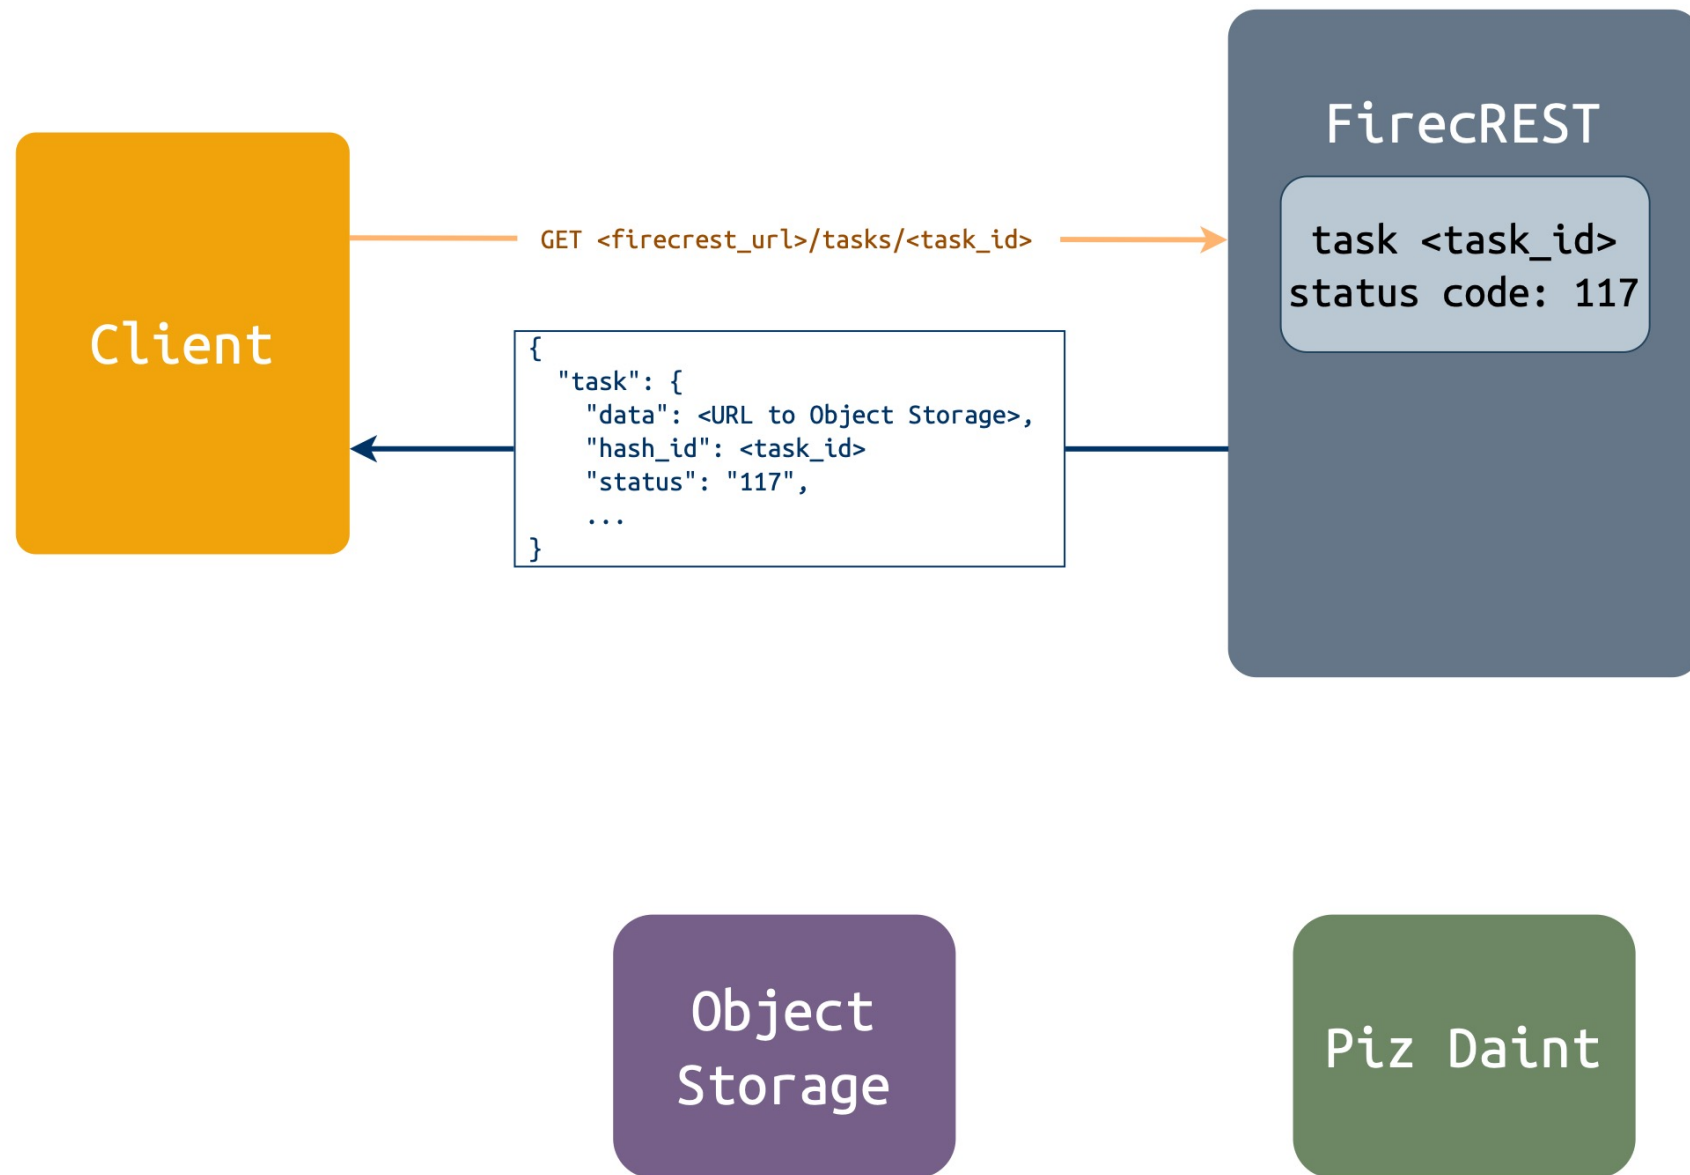 FirecREST
task <task_id>
status code: 117
GET <firecrest_url>/tasks/<task_id>
Client
{
  "task": {
    "data": <URL to Object Storage>,
    "hash_id": <task_id>
    "status": "117",
    ...
}
Object
Storage
Piz Daint